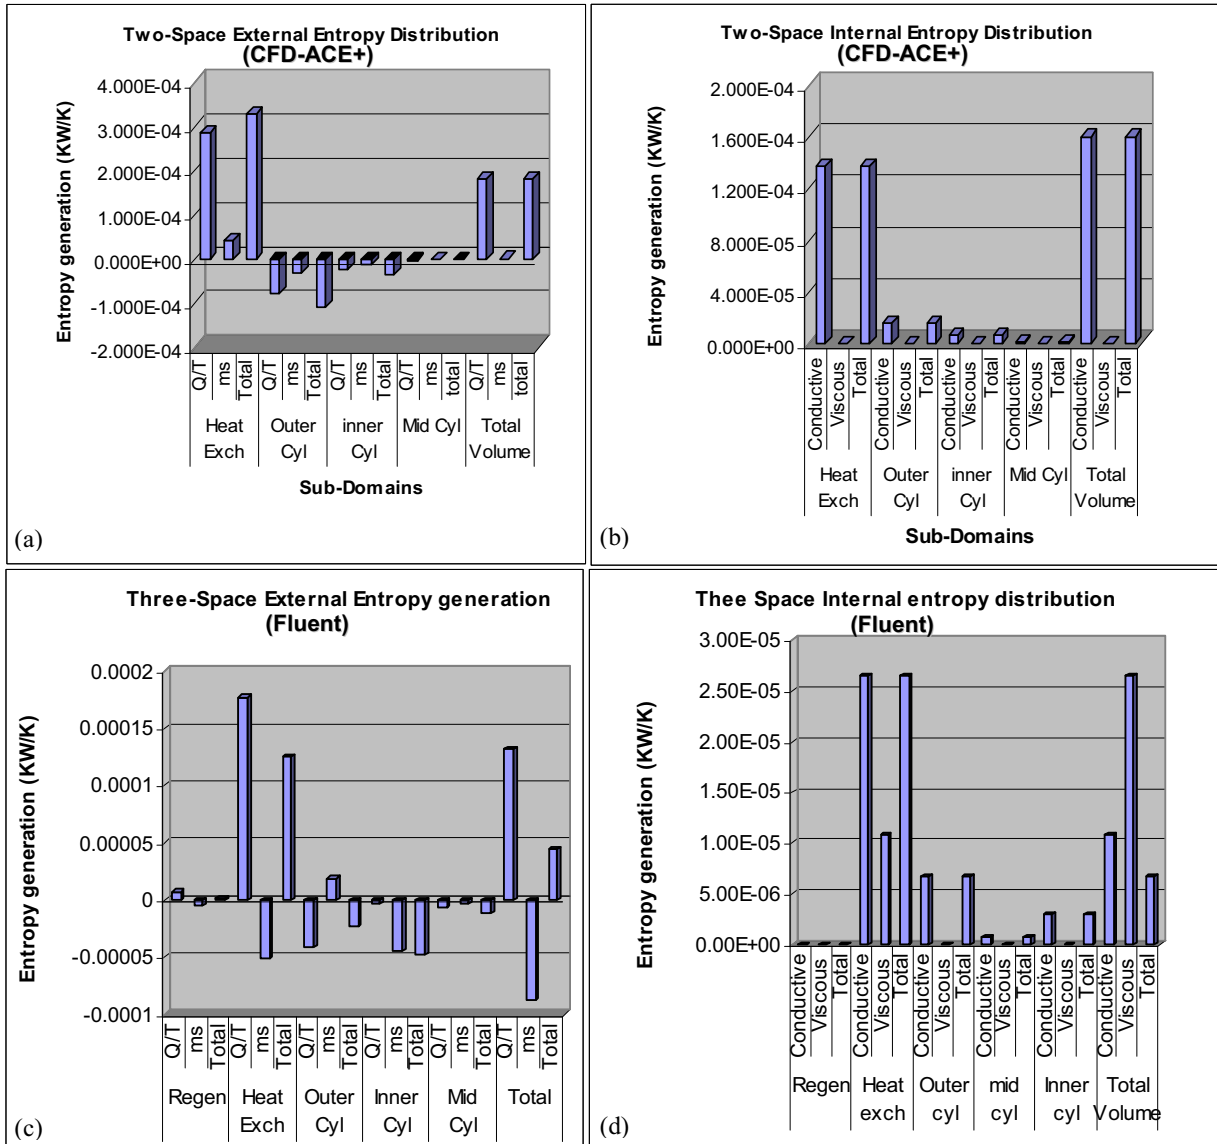 Two-Space External Entropy Distribution
(CFD-ACE+)
Entropy generation (KW/K)
4.000E-04
3.000E-04
2.000E-04
1.000E-04
0.000E+00
-1.000E-04
-2.000E-04
Q/T ms Total Q/T ms Total Q/T ms Total Q/T ms total Q/T ms total
Heat Outer inner Mid Cyl Total
Exch Cyl Cyl Volume
Sub-Domains
(a)
Two-Space Internal Entropy Distribution
(CFD-ACE+)
Entropy generation (KW/K)
2.000E-04
1.600E-04
1.200E-04
8.000E-05
4.000E-05
0.000E+00
Conductive Viscous Total Conductive Viscous Total Conductive Viscous Total Conductive Viscous Total Conductive Viscous Total
Heat Outer inner Mid Cyl Total
Exch Cyl Cyl Volume
Sub-Domains
(b)
Three-Space External Entropy generation
(Fluent)
Entropy generation (KW/K)
0.0002
0.00015
0.0001
0.00005
0
-0.00005
-0.0001
Q/T ms Total Q/T ms Total Q/T ms Total Q/T ms Total Q/T ms Total Q/T ms Total
Regen Heat Outer Inner Mid Total
Exch Cyl Cyl Cyl
(c)
Thee Space Internal entropy distribution
(Fluent)
Entropy generation (KW/K)
3.00E-05
2.50E-05
2.00E-05
1.50E-05
1.00E-05
5.00E-06
0.00E+00
Conductive Viscous Total Conductive Viscous Total Conductive Viscous Total Conductive Viscous Total Conductive Viscous Total Conductive Viscous Total
Regen Heat Outer mid Inner Total
exch cyl cyl cyl Volume
(d)